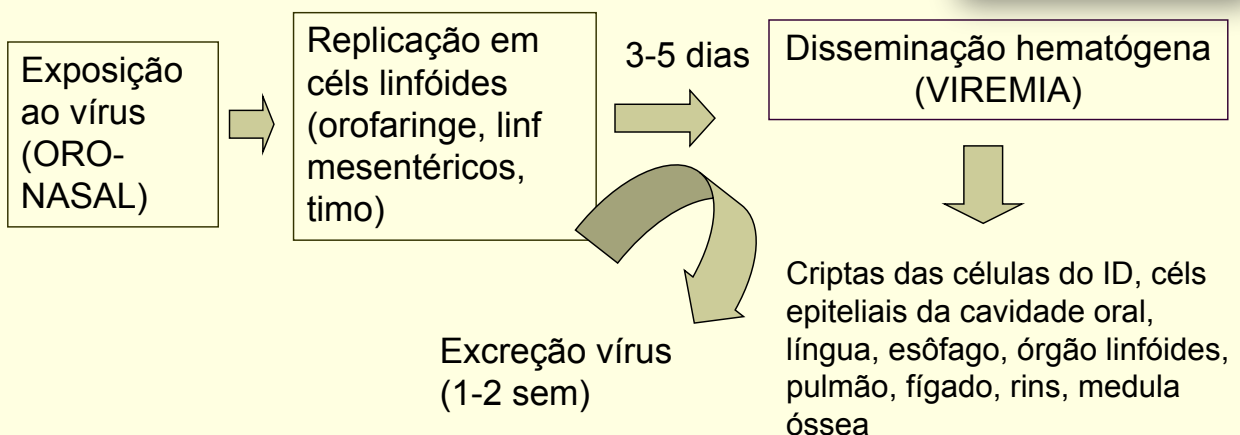 Exposição
ao vírus
(ORO-
NASAL)
Replicação em
céls linfóides
(orofaringe, linf
mesentéricos,
timo)
3-5 dias
Disseminação hematógena
(VIREMIA)
Excreção vírus
(1-2 sem)
Criptas das células do ID, céls
epiteliais da cavidade oral,
língua, esôfago, órgão linfóides,
pulmão, fígado, rins, medula
óssea